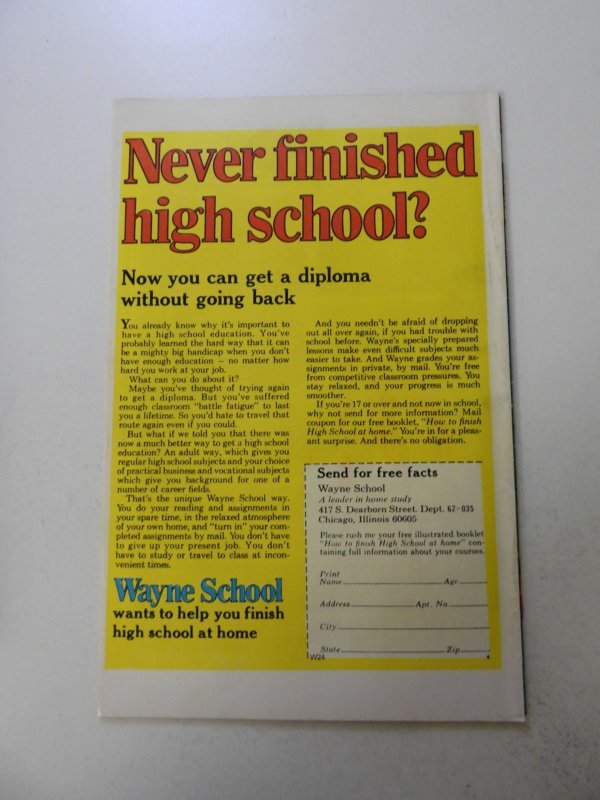 Never finished
high school?
Now you can get a diploma
without going back
You already know why it's important to
have a high school education. You've
probably learned the hard way that it can
be a mighty big handicap when you don't
have enough education — no matter how
hard you work at your job.
What can you do about it?
Maybe you've thought of trying again
to get a diploma. But you've suffered
enough classroom "battle fatigue" to last
you a lifetime. So you'd hate to travel that
route again even if you could.
But what if we told you that there was
now a much better way to get a high school
education? An adult way, which gives you
regular high school subjects and your choice
of practical business and vocational subjects
which give you background for one of a
number of career fields.
That's the unique Wayne School way.
You do your reading and assignments in
your spare time, in the relaxed atmosphere
of your own home, and "turn in" your com-
pleted assignments by mail. You don't have
to give up your present job. You don't
have to study or travel to class at incon-
venient times.
Wayne School
wants to help you finish
high school at home
And you needn't be afraid of dropping
out all over again, if you had trouble with
school before. Wayne's specially prepared
lessons make even difficult subjects much
easier to take. And Wayne grades your as-
signments in private, by mail. You're free
from competitive classroom pressures. You
stay relaxed, and your progress is much
smoother.
If you're 17 or over and not now in school,
why not send for more information? Mail
coupon for our free booklet, "How to finish
High School at home." You're in for a pleas-
ant surprise. And there's no obligation.
Send for free facts
Wayne School
A leader in home study
417 S. Dearborn Street. Dept. 62-035
Chicago, Illinois 60605
Please rush me your free illustrated booklet
"How to finish High School at home" con-
taining full information about your courses.
Print
Name Age
Address Apt. No.
City
State Zip
W24 4